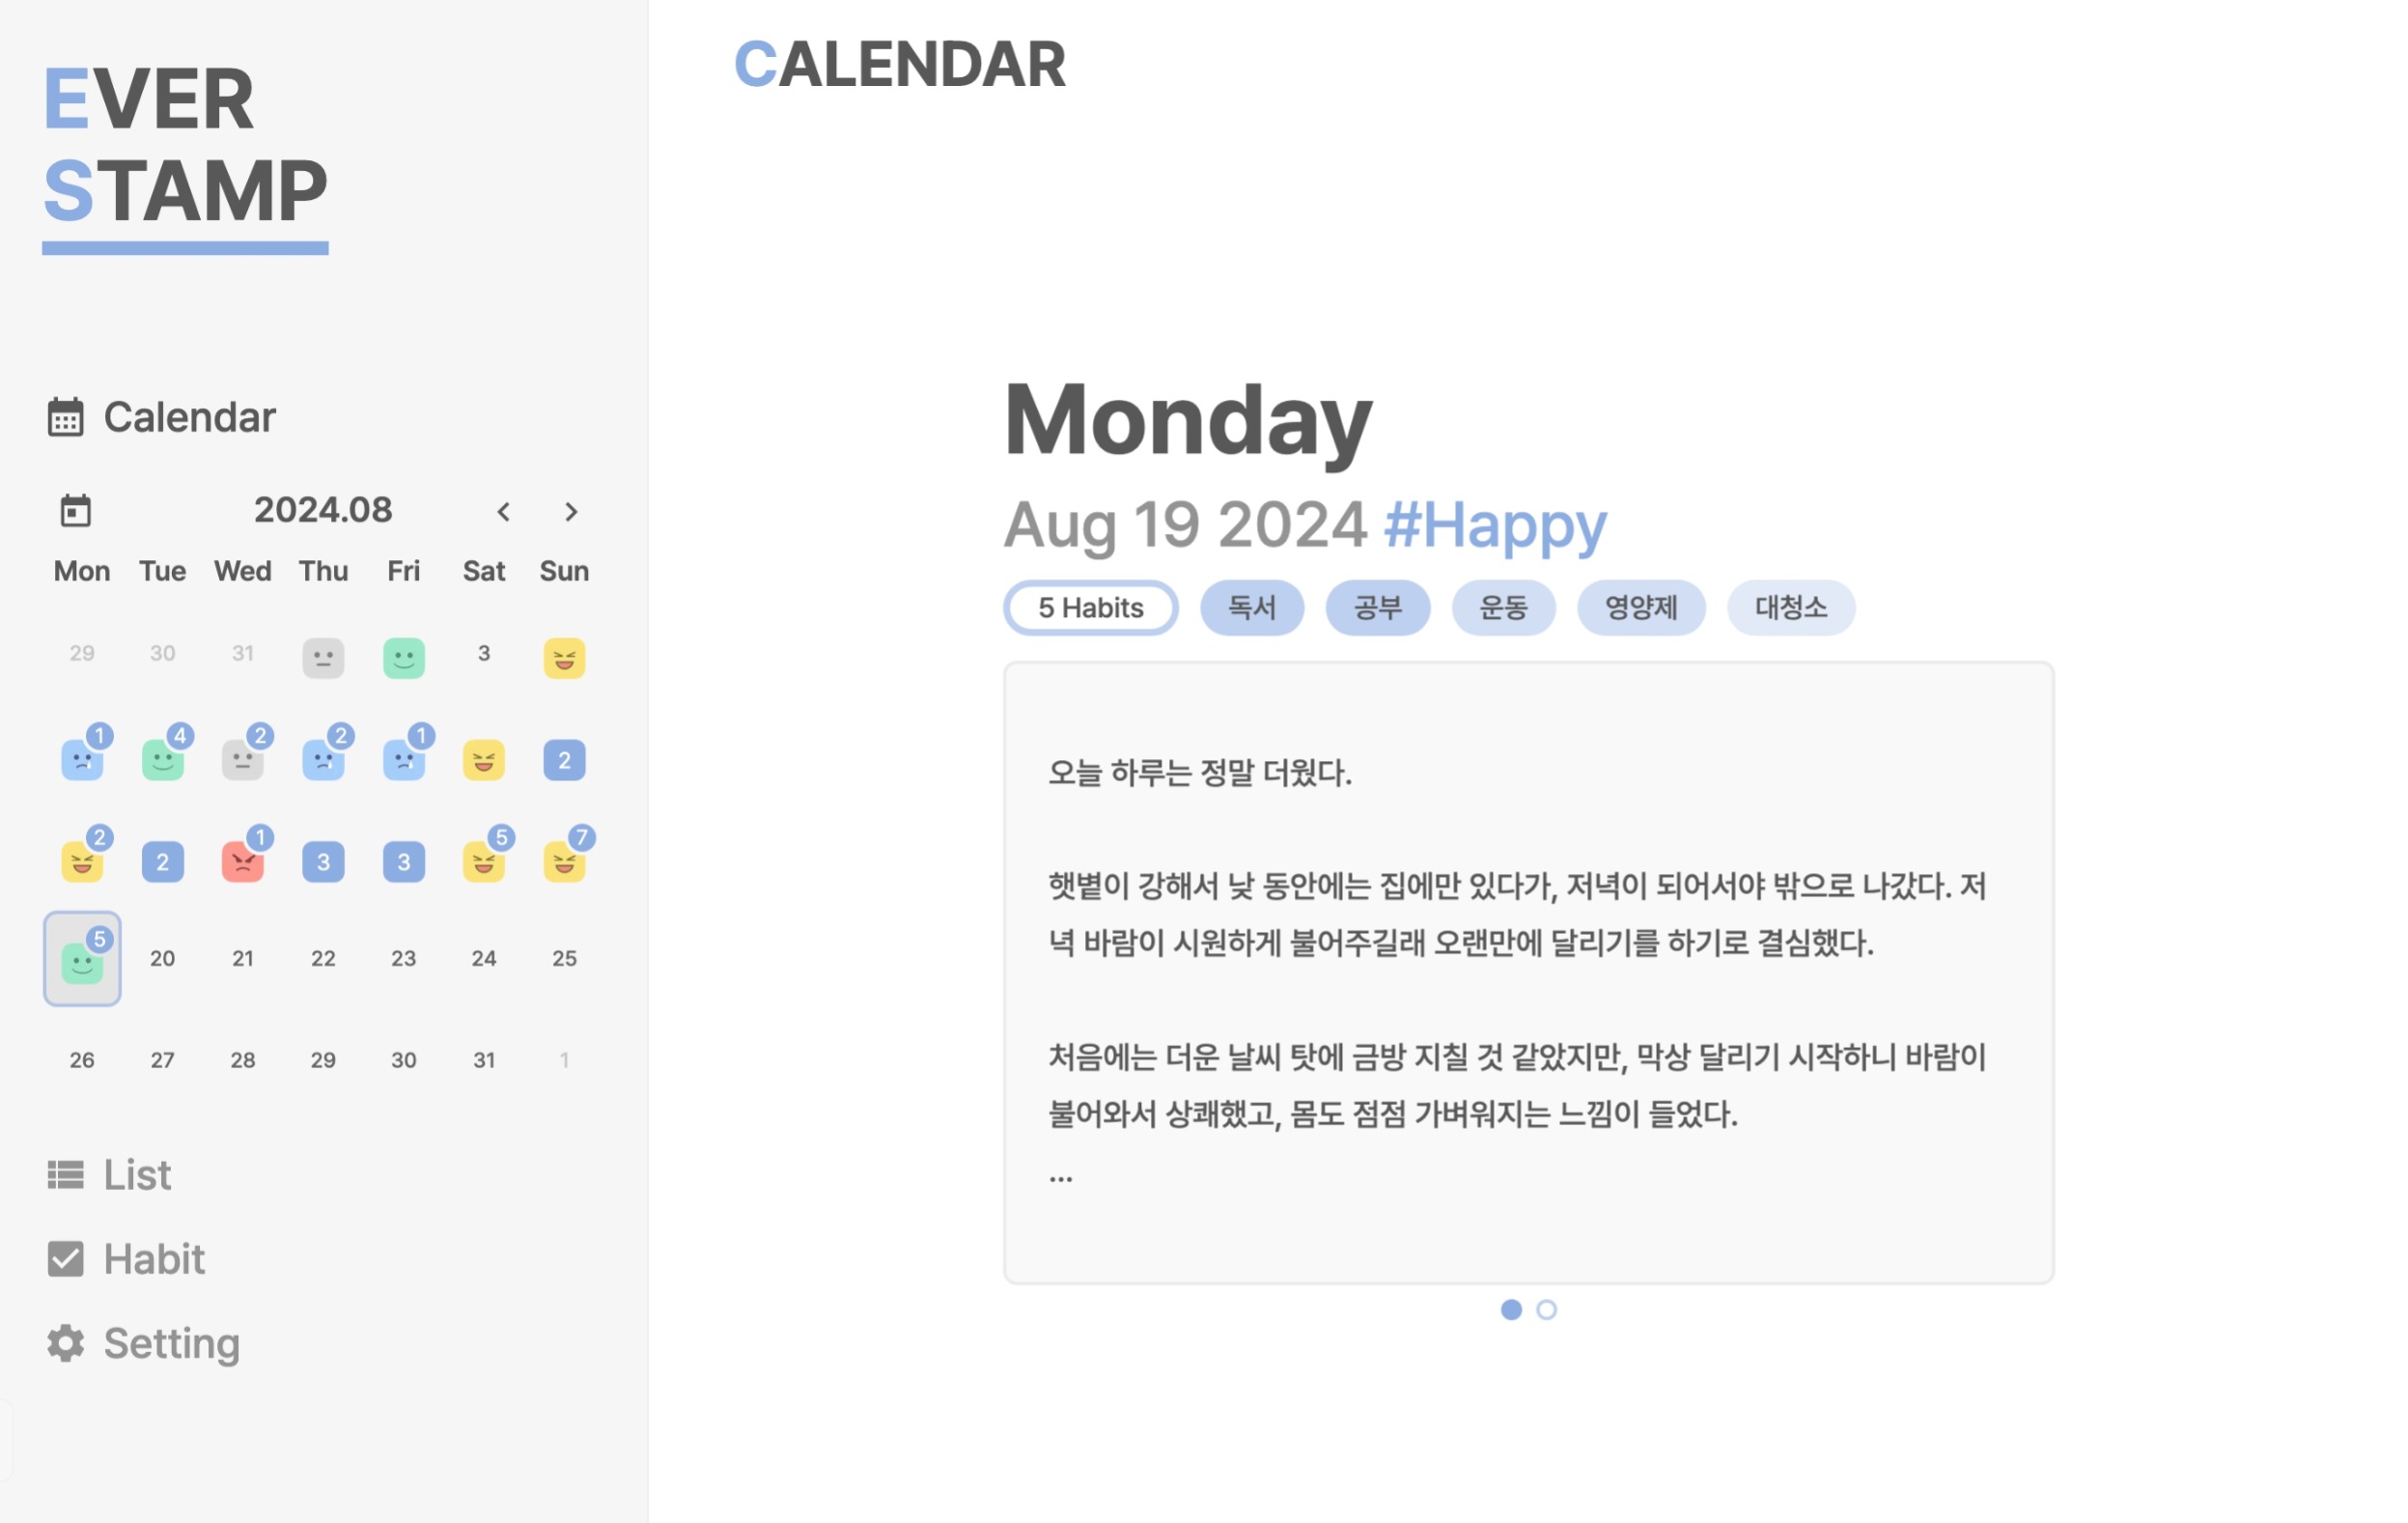 EVER
STAMP
Calendar
2024.08
Mon Tue Wed Thu Fri Sat Sun
29 30 31 3
1 4 2 2 1 2
2 2 1 3 3 5 7
5 20 21 22 23 24 25
26 27 28 29 30 31 1
List
Habit
Setting
CALENDAR
Monday
Aug 19 2024 #Happy
5 Habits 독서 공부 운동 영양제 대청소
오늘 하루는 정말 더웠다.
햇볕이 강해서 낮 동안에는 집에만 있다가, 저녁이 되어서야 밖으로 나갔다. 저
녁 바람이 시원하게 불어주길래 오랜만에 달리기를 하기로 결심했다.
처음에는 더운 날씨 탓에 금방 지칠 것 같았지만, 막상 달리기 시작하니 바람이
불어와서 상쾌했고, 몸도 점점 가벼워지는 느낌이 들었다.
...